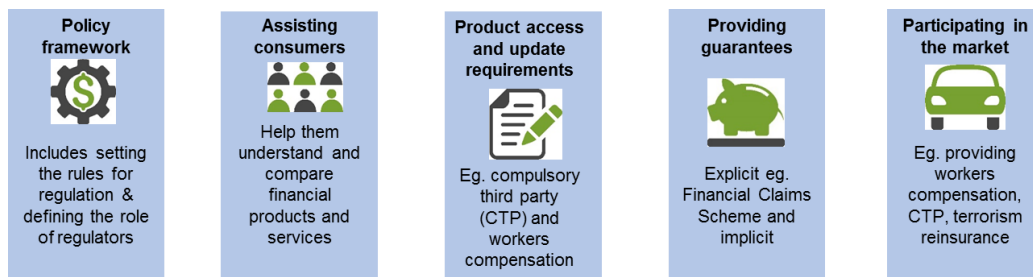 Policy
framework
$
Includes setting
the rules for
regulation &
defining the role
of regulators
Assisting
consumers
Help them
understand and
compare
financial
products and
services
Product access
and update
requirements
Eg. compulsory
third party
(CTP) and
workers
compensation
Providing
guarantees
Explicit eg.
Financial Claims
Scheme and
implicit
Participating in
the market
Eg. providing
workers
compensation,
CTP, terrorism
reinsurance